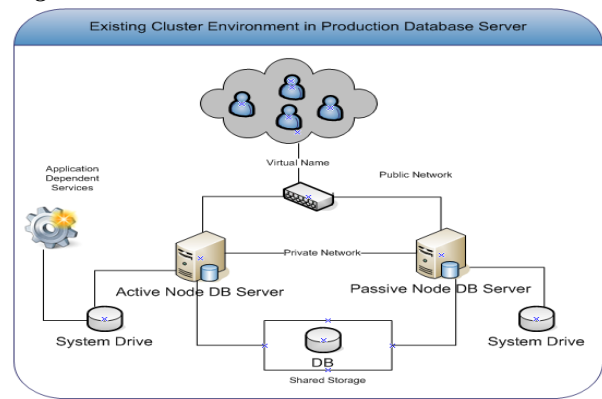 Existing Cluster Environment in Production Database Server
Virtual Name
Public Network
Application
Dependent
Services
Private Network
Active Node DB Server
Passive Node DB Server
System Drive
DB
System Drive
Shared Storage